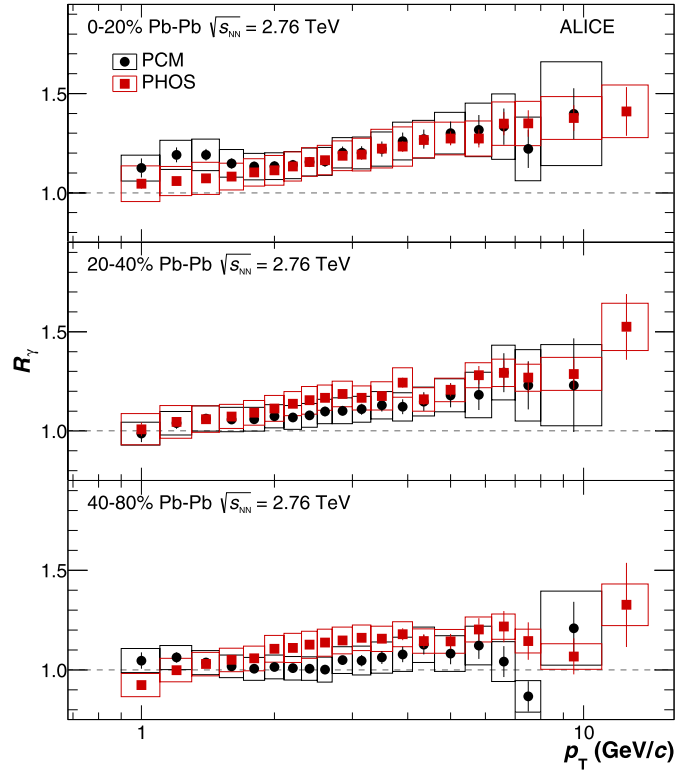 0-20% Pb-Pb √sNN = 2.76 TeV ALICE
PCM
PHOS
1.5
1.0
20-40% Pb-Pb √sNN = 2.76 TeV
1.5
1.0
Rγ
40-80% Pb-Pb √sNN = 2.76 TeV
1.5
1.0
1 10
pT (GeV/c)